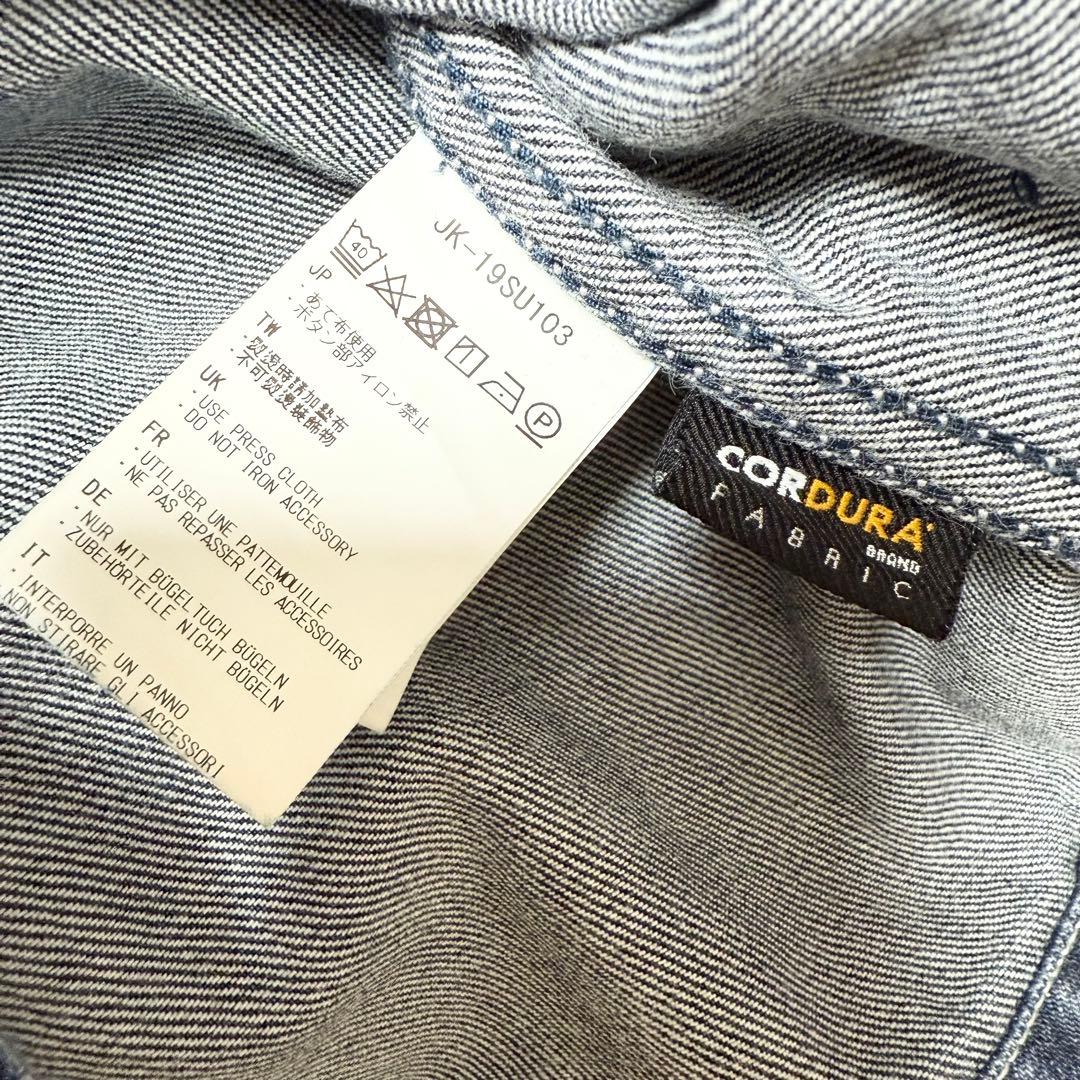 JK-19SU103
40
P
JP
・あて布使用
ボタン部アイロン禁止
TW
・熨燙時請加墊布
・不可熨燙裝飾物
UK
・USE PRESS CLOTH
DO NOT IRON ACCESSORY
FR
・UTILISER UNE PATTEMOUILLE
・NE PAS REPASSER LES ACCESSOIRES
DE
・NUR MIT BÜGELTUCH BÜGELN
・ZUBEHÖRTEILE NICHT BÜGELN
IT
・INTERPORRE UN PANNO
NON STIRARE GLI ACCESSORI
CORDURA
BRAND
FABRIC